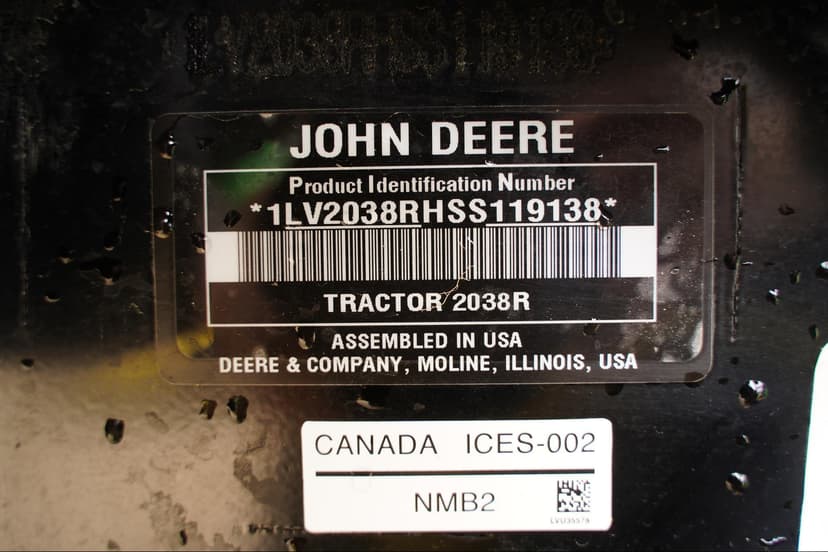 JOHN DEERE
Product Identification Number
*1LV2038RHSS119138*
TRACTOR 2038R
ASSEMBLED IN USA
DEERE & COMPANY, MOLINE, ILLINOIS, USA
CANADA ICES-002
NMB2